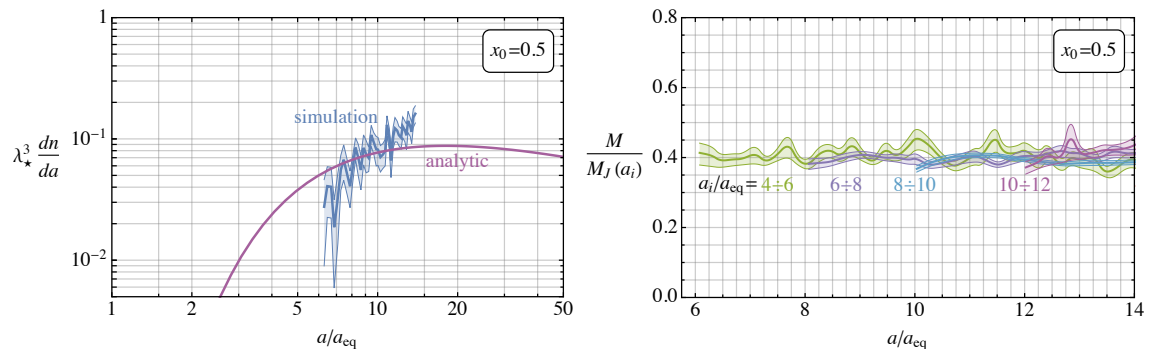 1
10⁻¹
10⁻²
1 2 5 10 20 50
a/a_eq
λ⋆³ dn/da
x₀=0.5
simulation
analytic
0.8
0.6
0.4
0.2
0.0
6 8 10 12 14
a/a_eq
M/M_J(a_i)
x₀=0.5
a_i/a_eq= 4÷6 6÷8 8÷10 10÷12